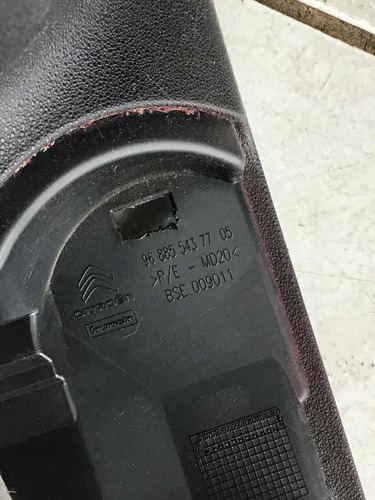 96 885 543 77 05
>P/E - MD20<
BSE 009011
CITROËN